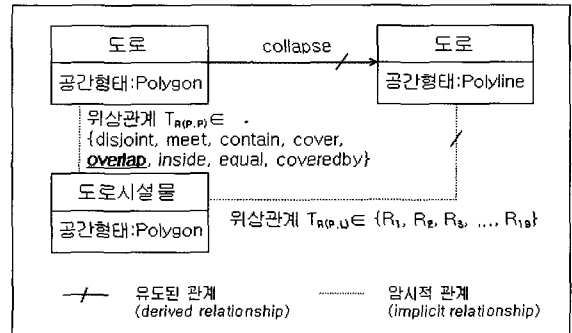 도로
공간형태:Polygon
collapse
도로
공간형태:Polyline
위상관계 T_R(P,P)∈
{disjoint, meet, contain, cover,
overlap, inside, equal, coveredby}
도로시설물
공간형태:Polygon
위상관계 T_R(P,L)∈ {R₁, R₂, R₃, ..., R₁₉}
유도된 관계
(derived relationship)
암시적 관계
(implicit relationship)